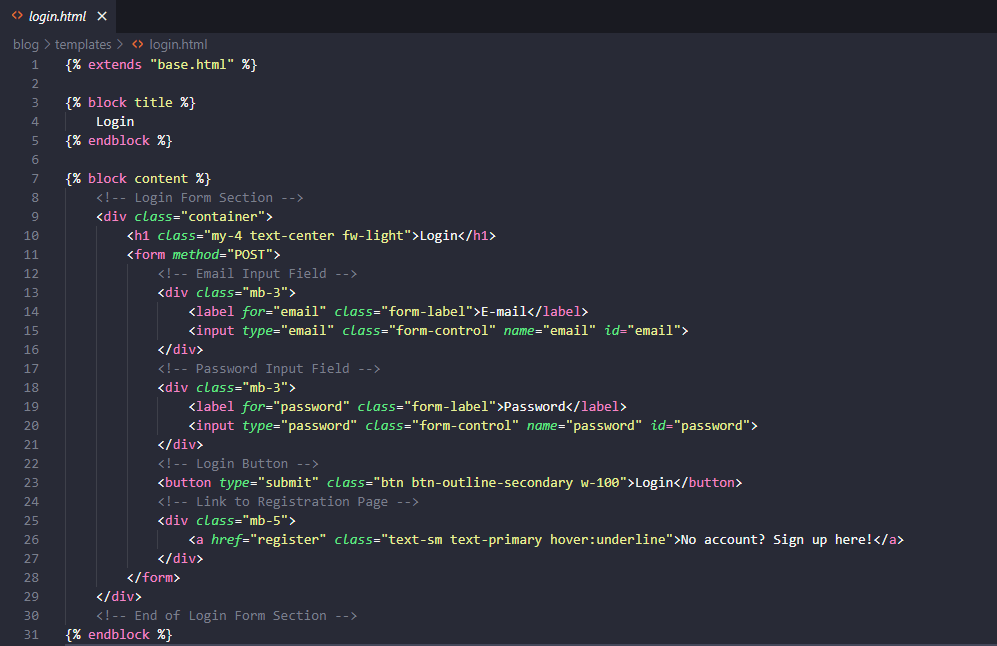 login.html
blog > templates > login.html
1 {% extends "base.html" %}
2
3 {% block title %}
4     Login
5 {% endblock %}
6
7 {% block content %}
8     <!-- Login Form Section -->
9     <div class="container">
10         <h1 class="my-4 text-center fw-light">Login</h1>
11         <form method="POST">
12             <!-- Email Input Field -->
13             <div class="mb-3">
14                 <label for="email" class="form-label">E-mail</label>
15                 <input type="email" class="form-control" name="email" id="email">
16             </div>
17             <!-- Password Input Field -->
18             <div class="mb-3">
19                 <label for="password" class="form-label">Password</label>
20                 <input type="password" class="form-control" name="password" id="password">
21             </div>
22             <!-- Login Button -->
23             <button type="submit" class="btn btn-outline-secondary w-100">Login</button>
24             <!-- Link to Registration Page -->
25             <div class="mb-5">
26                 <a href="register" class="text-sm text-primary hover:underline">No account? Sign up here!</a>
27             </div>
28         </form>
29     </div>
30     <!-- End of Login Form Section -->
31 {% endblock %}